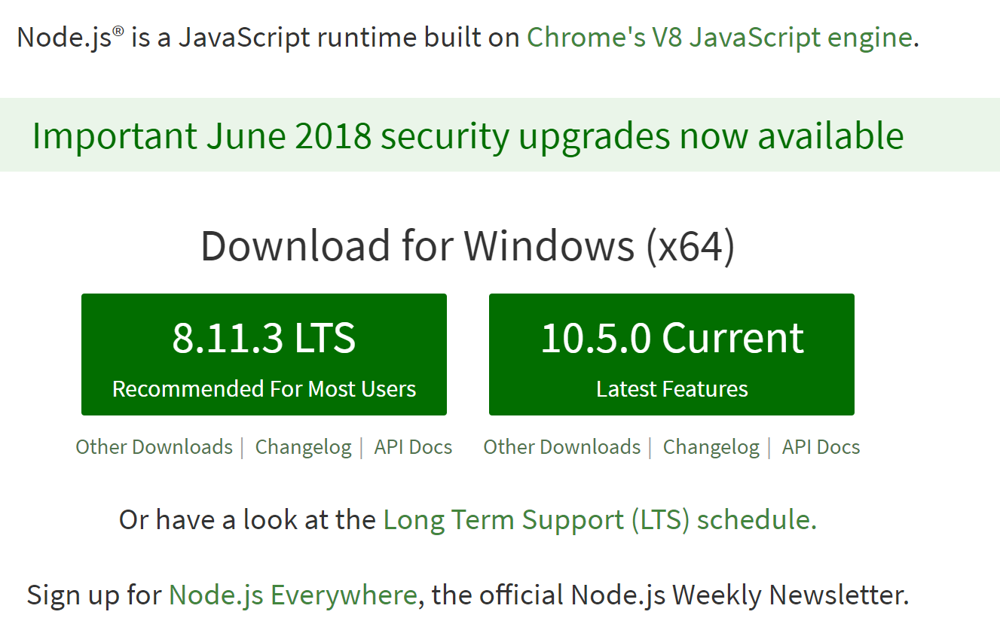 Node.js® is a JavaScript runtime built on Chrome's V8 JavaScript engine.
Important June 2018 security upgrades now available
Download for Windows (x64)
8.11.3 LTS
Recommended For Most Users
10.5.0 Current
Latest Features
Other Downloads | Changelog | API Docs
Other Downloads | Changelog | API Docs
Or have a look at the Long Term Support (LTS) schedule.
Sign up for Node.js Everywhere, the official Node.js Weekly Newsletter.